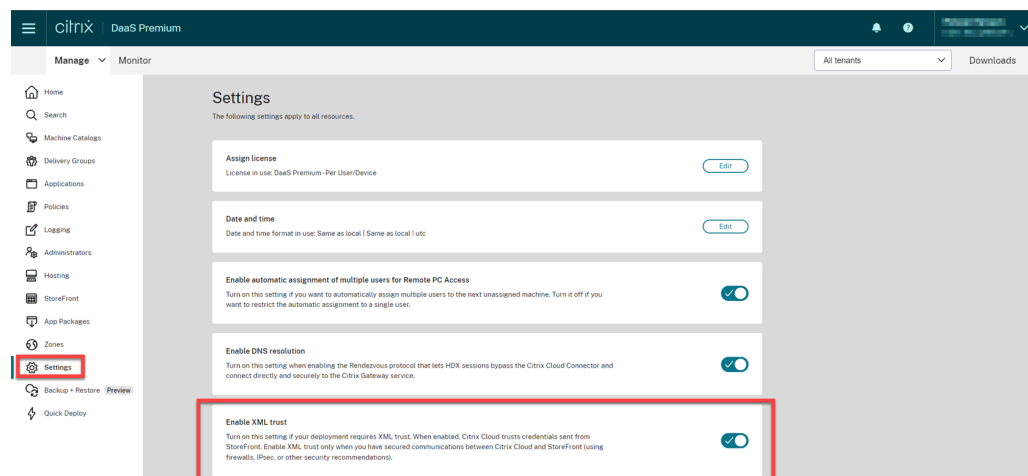 citrix | DaaS Premium
Manage Monitor All tenants Downloads
Home
Search
Machine Catalogs
Delivery Groups
Applications
Policies
Logging
Administrators
Hosting
StoreFront
App Packages
Zones
Settings
Backup + Restore Preview
Quick Deploy
Settings
The following settings apply to all resources.
Assign license
License in use: DaaS Premium - Per User/Device
Edit
Date and time
Date and time format in use: Same as local | Same as local | utc
Edit
Enable automatic assignment of multiple users for Remote PC Access
Turn on this setting if you want to automatically assign multiple users to the next unassigned machine. Turn it off if you
want to restrict the automatic assignment to a single user.
Enable DNS resolution
Turn on this setting when enabling the Rendezvous protocol that lets HDX sessions bypass the Citrix Cloud Connector and
connect directly and securely to the Citrix Gateway service.
Enable XML trust
Turn on this setting if your deployment requires XML trust. When enabled, Citrix Cloud trusts credentials sent from
StoreFront. Enable XML trust only when you have secured communications between Citrix Cloud and StoreFront (using
firewalls, IPsec, or other security recommendations).